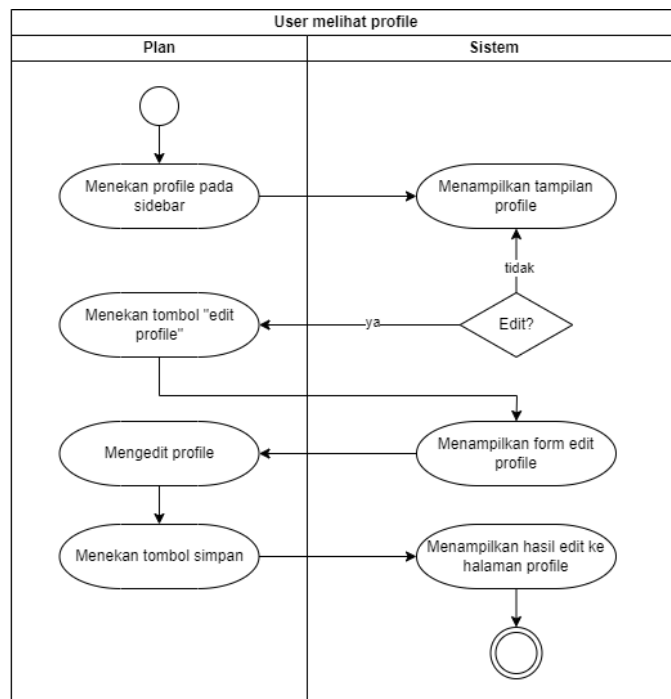 User melihat profile
Plan
Sistem
Menekan profile pada
sidebar
Menampilkan tampilan
profile
tidak
Menekan tombol "edit
profile"
ya
Edit?
Mengedit profile
Menampilkan form edit
profile
Menekan tombol simpan
Menampilkan hasil edit ke
halaman profile